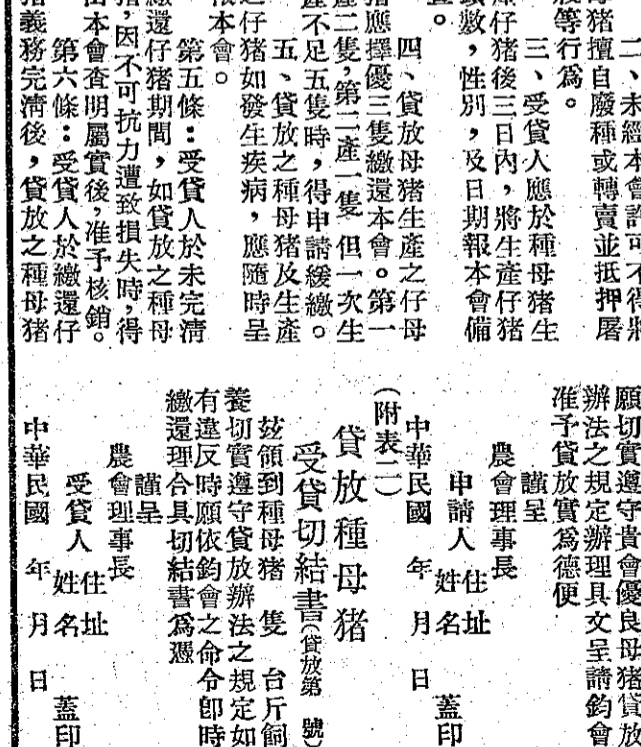 二、未經本會許可不得將
猪擅自廢種或轉賣並抵押屠
殺等行爲。
三、受貸人應於種母猪生
產仔猪後三日內,將生產仔猪
頭數,性別,及日期報本會備
查。
四、貸放母猪生產之仔母
猪應擇優三隻繳還本會。第一
產二隻,第二產一隻 但一次生
產不足五隻時,得申請緩繳。
五、貸放之種母猪及生產
之仔猪如發生疾病,應隨時呈
報本會。
第五條:受貸人於未完清
繳還仔猪期間,如貸放之種母
猪,因不可抗力遭致損失時,得
由本會查明屬實後,准予核銷。
第六條:受貸人於繳還仔
猪義務完清後,貸放之種母猪
願切實遵守貴會優良母猪貸放
辦法之規定辦理具文呈請鈞會
准予貸放實爲德便
謹呈
農會理事長
申請人 住址
姓名 蓋印
中華民國 年 月 日
(附表二)
貸放種母猪
受貸切結書(貸放第 號)
茲領到種母猪 隻 台斤飼
養切實遵守貸放辦法之規定如
有違反時願依鈞會之命令卽時
繳還理合具切結書爲憑
謹呈
農會理事長
受貸人 住址
姓名 蓋印
中華民國 年 月 日